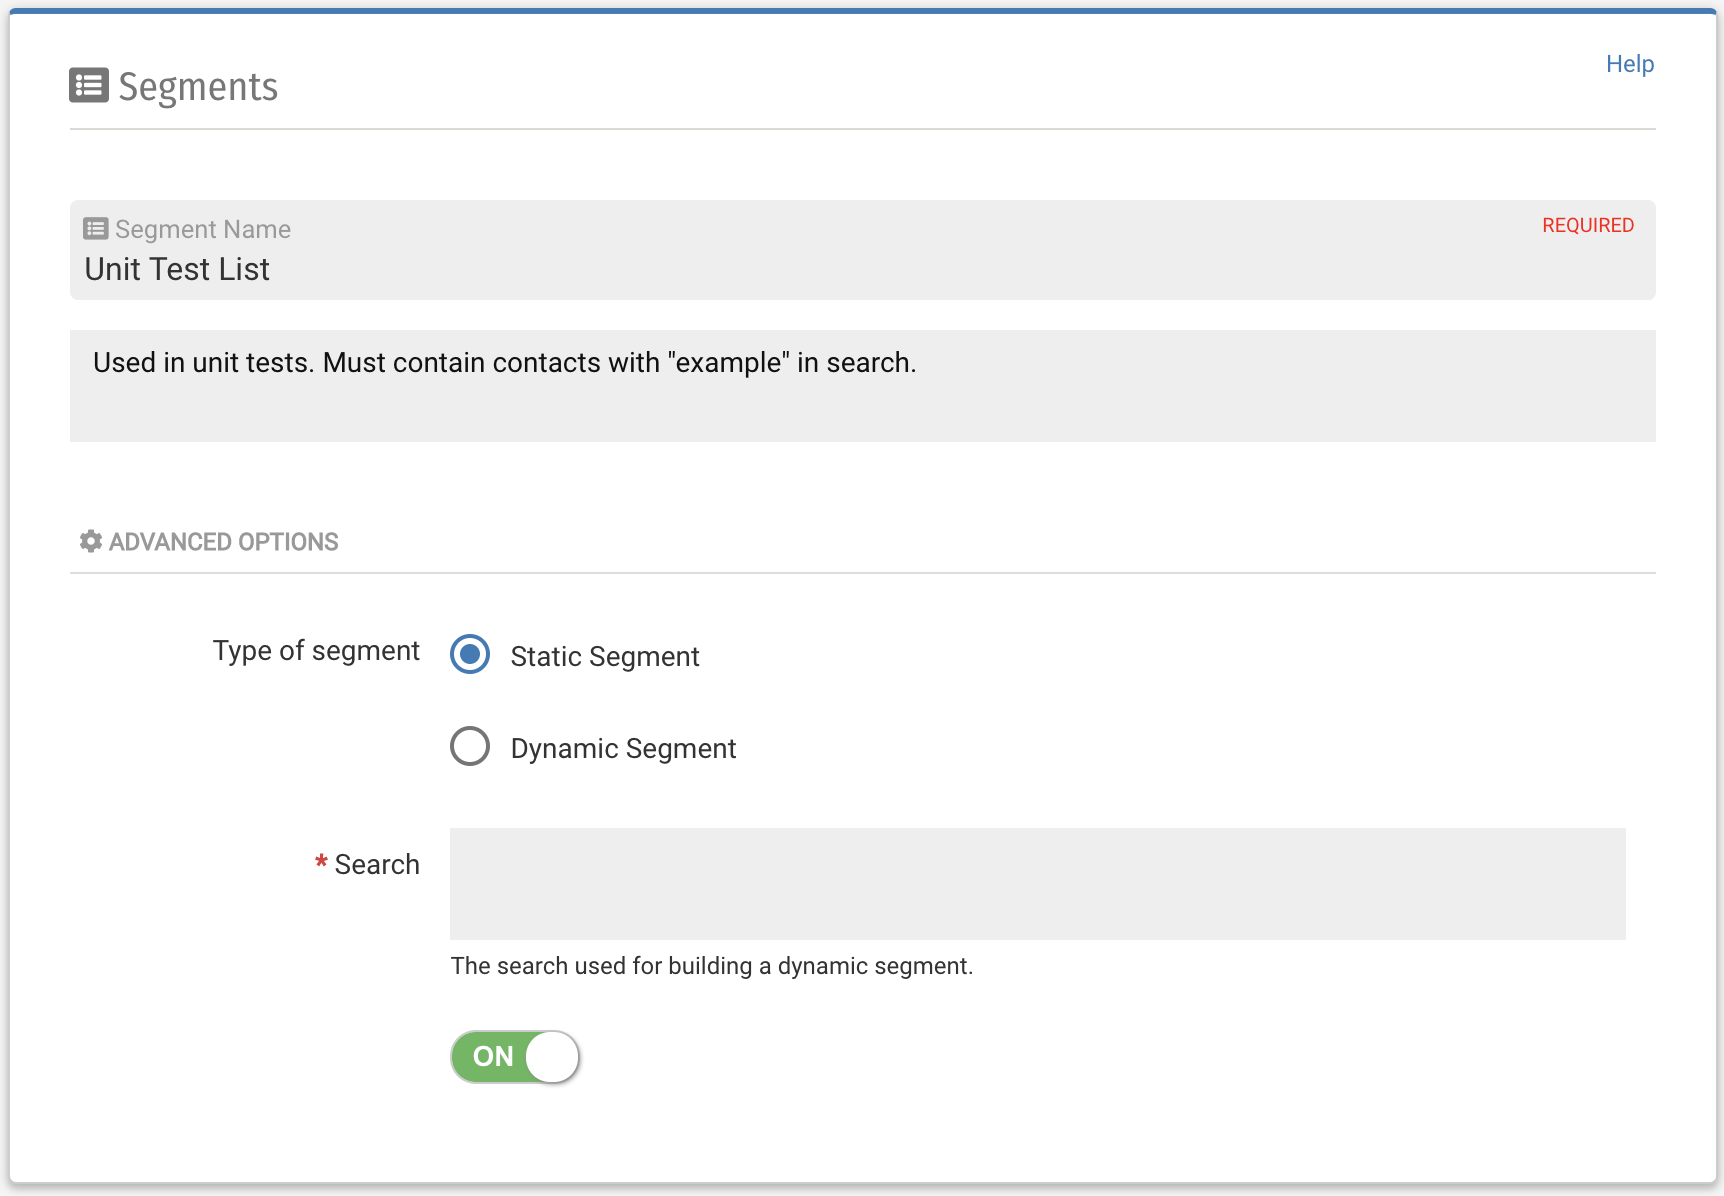 Segments
Help
Segment Name
REQUIRED
Unit Test List
Used in unit tests. Must contain contacts with "example" in search.
ADVANCED OPTIONS
Type of segment
Static Segment
Dynamic Segment
* Search
The search used for building a dynamic segment.
ON